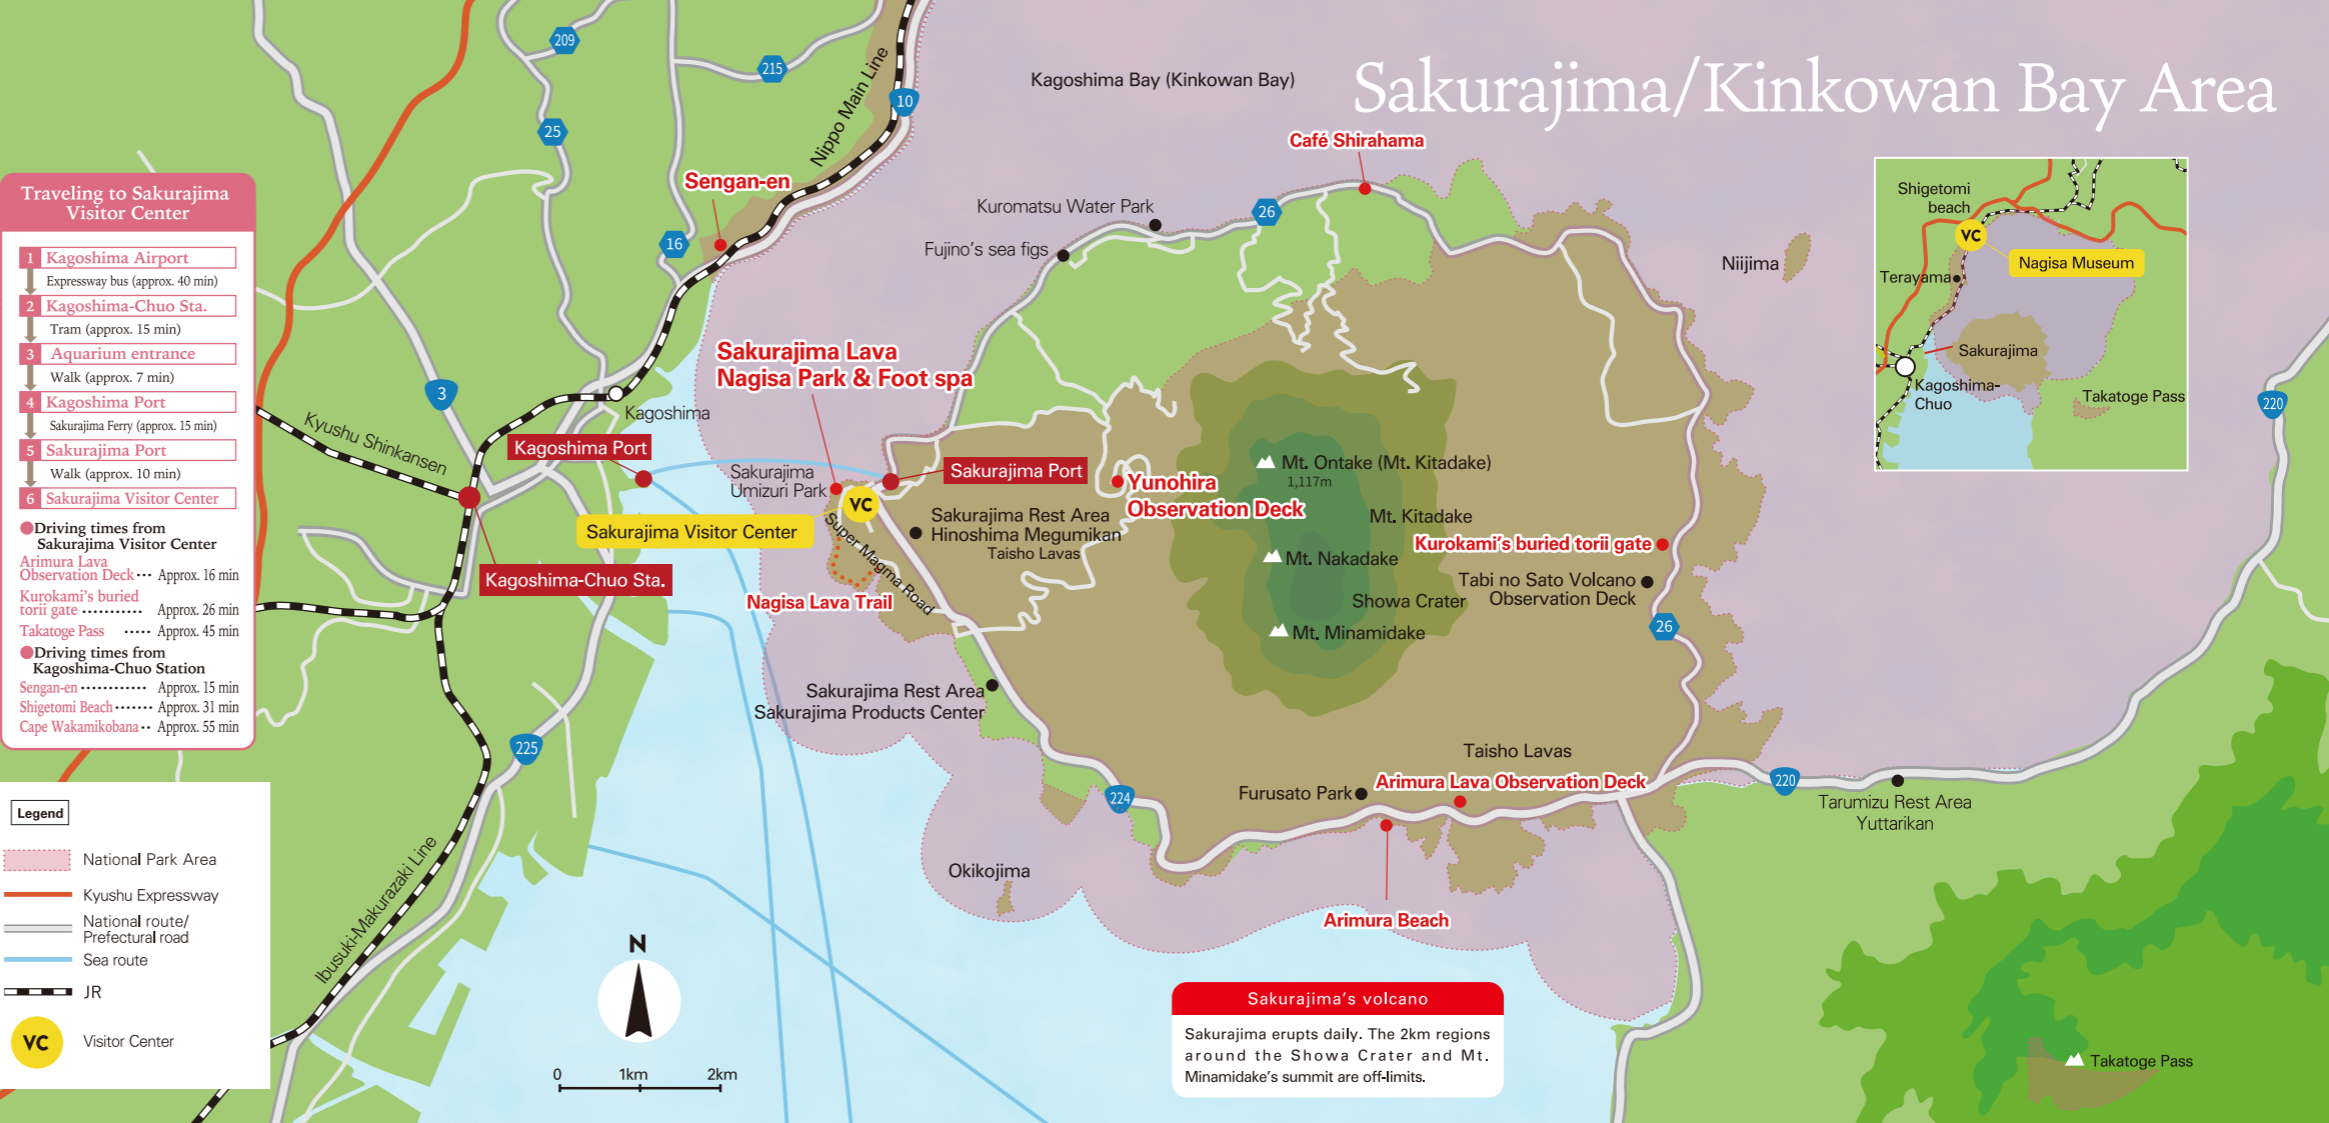 Sakurajima/Kinkowan Bay Area
Kagoshima Bay (Kinkowan Bay)
209
215
25
10
16
Nippo Main Line
Sengan-en
Café Shirahama
Kuromatsu Water Park
26
Fujino's sea figs
Niijima
Shigetomi
beach
VC
Nagisa Museum
Terayama
Sakurajima
Kagoshima-
Chuo
Takatoge Pass
220
Traveling to Sakurajima
Visitor Center
1 Kagoshima Airport
Expressway bus (approx. 40 min)
2 Kagoshima-Chuo Sta.
Tram (approx. 15 min)
3 Aquarium entrance
Walk (approx. 7 min)
4 Kagoshima Port
Sakurajima Ferry (approx. 15 min)
5 Sakurajima Port
Walk (approx. 10 min)
6 Sakurajima Visitor Center
Driving times from
Sakurajima Visitor Center
Arimura Lava
Observation Deck ··· Approx. 16 min
Kurokami's buried
torii gate ··········· Approx. 26 min
Takatoge Pass ····· Approx. 45 min
Driving times from
Kagoshima-Chuo Station
Sengan-en ············ Approx. 15 min
Shigetomi Beach ······· Approx. 31 min
Cape Wakamikobana ·· Approx. 55 min
3
Kyushu Shinkansen
Kagoshima
Kagoshima Port
Kagoshima-Chuo Sta.
Sakurajima Lava
Nagisa Park & Foot spa
Sakurajima
Umizuri Park
VC
Sakurajima Port
Sakurajima Visitor Center
Super Magma Road
Nagisa Lava Trail
Sakurajima Rest Area
Hinoshima Megumikan
Taisho Lavas
Yunohira
Observation Deck
Mt. Ontake (Mt. Kitadake)
1,117m
Mt. Kitadake
Mt. Nakadake
Showa Crater
Mt. Minamidake
Kurokami's buried torii gate
Tabi no Sato Volcano
Observation Deck
26
Sakurajima Rest Area
Sakurajima Products Center
225
224
Taisho Lavas
Arimura Lava Observation Deck
Furusato Park
220
Tarumizu Rest Area
Yuttarikan
Okikojima
Arimura Beach
Ibusuki-Makurazaki Line
Legend
National Park Area
Kyushu Expressway
National route/
Prefectural road
Sea route
JR
VC Visitor Center
N
0 1km 2km
Sakurajima's volcano
Sakurajima erupts daily. The 2km regions
around the Showa Crater and Mt.
Minamidake's summit are off-limits.
Takatoge Pass